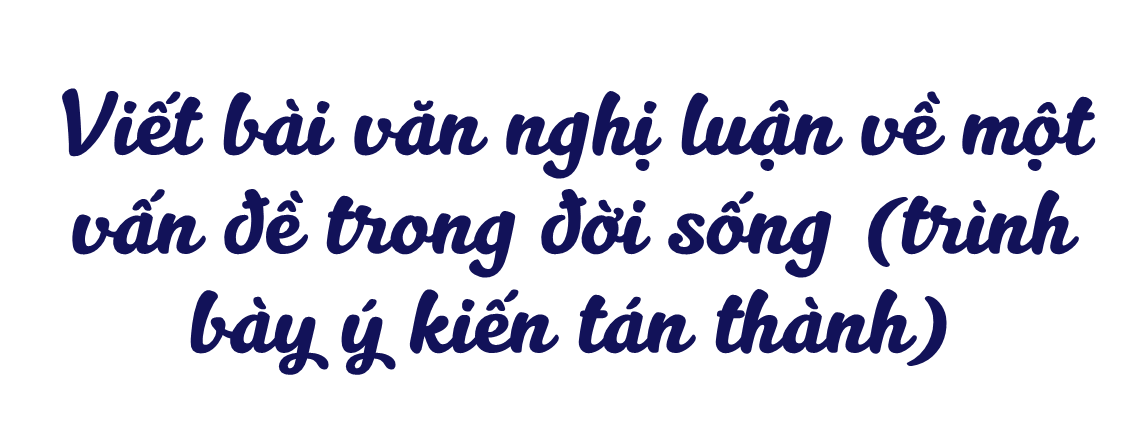 Viết bài văn nghị luận về một
vấn đề trong đời sống (trình
bày ý kiến tán thành)